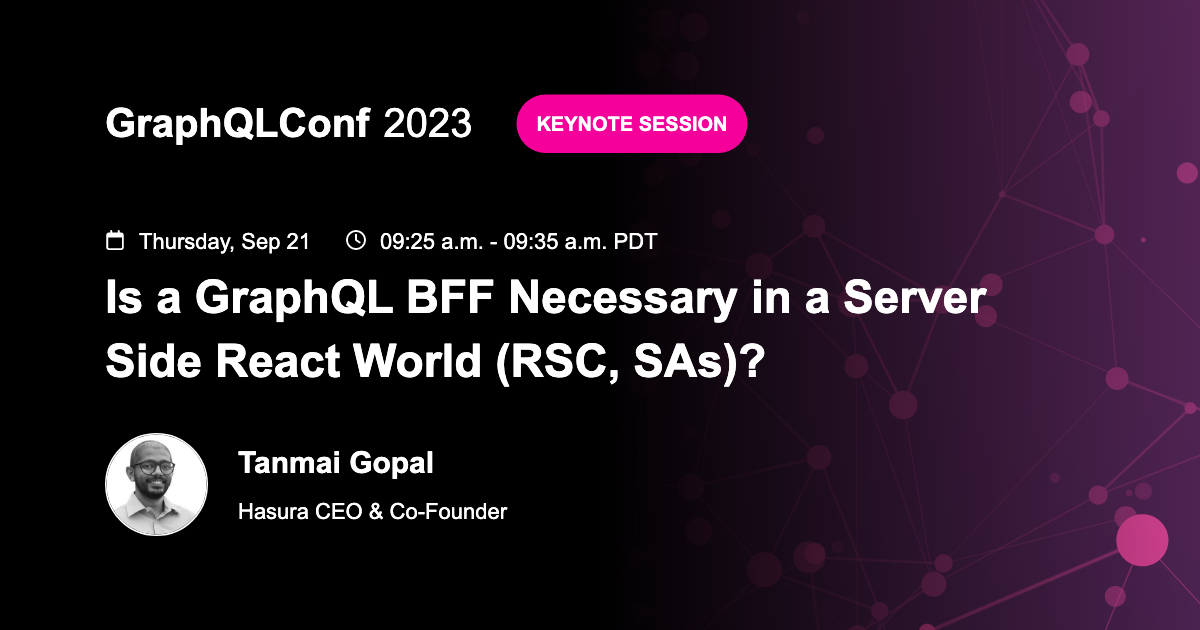 GraphQLConf 2023
KEYNOTE SESSION
Thursday, Sep 21
09:25 a.m. - 09:35 a.m. PDT
Is a GraphQL BFF Necessary in a Server
Side React World (RSC, SAs)?
Tanmai Gopal
Hasura CEO & Co-Founder